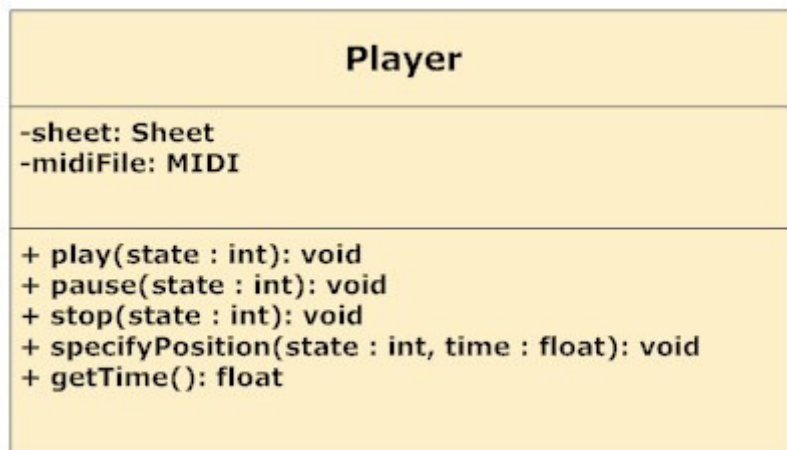 Player
-sheet: Sheet
-midiFile: MIDI
+ play(state : int): void
+ pause(state : int): void
+ stop(state : int): void
+ specifyPosition(state : int, time : float): void
+ getTime(): float